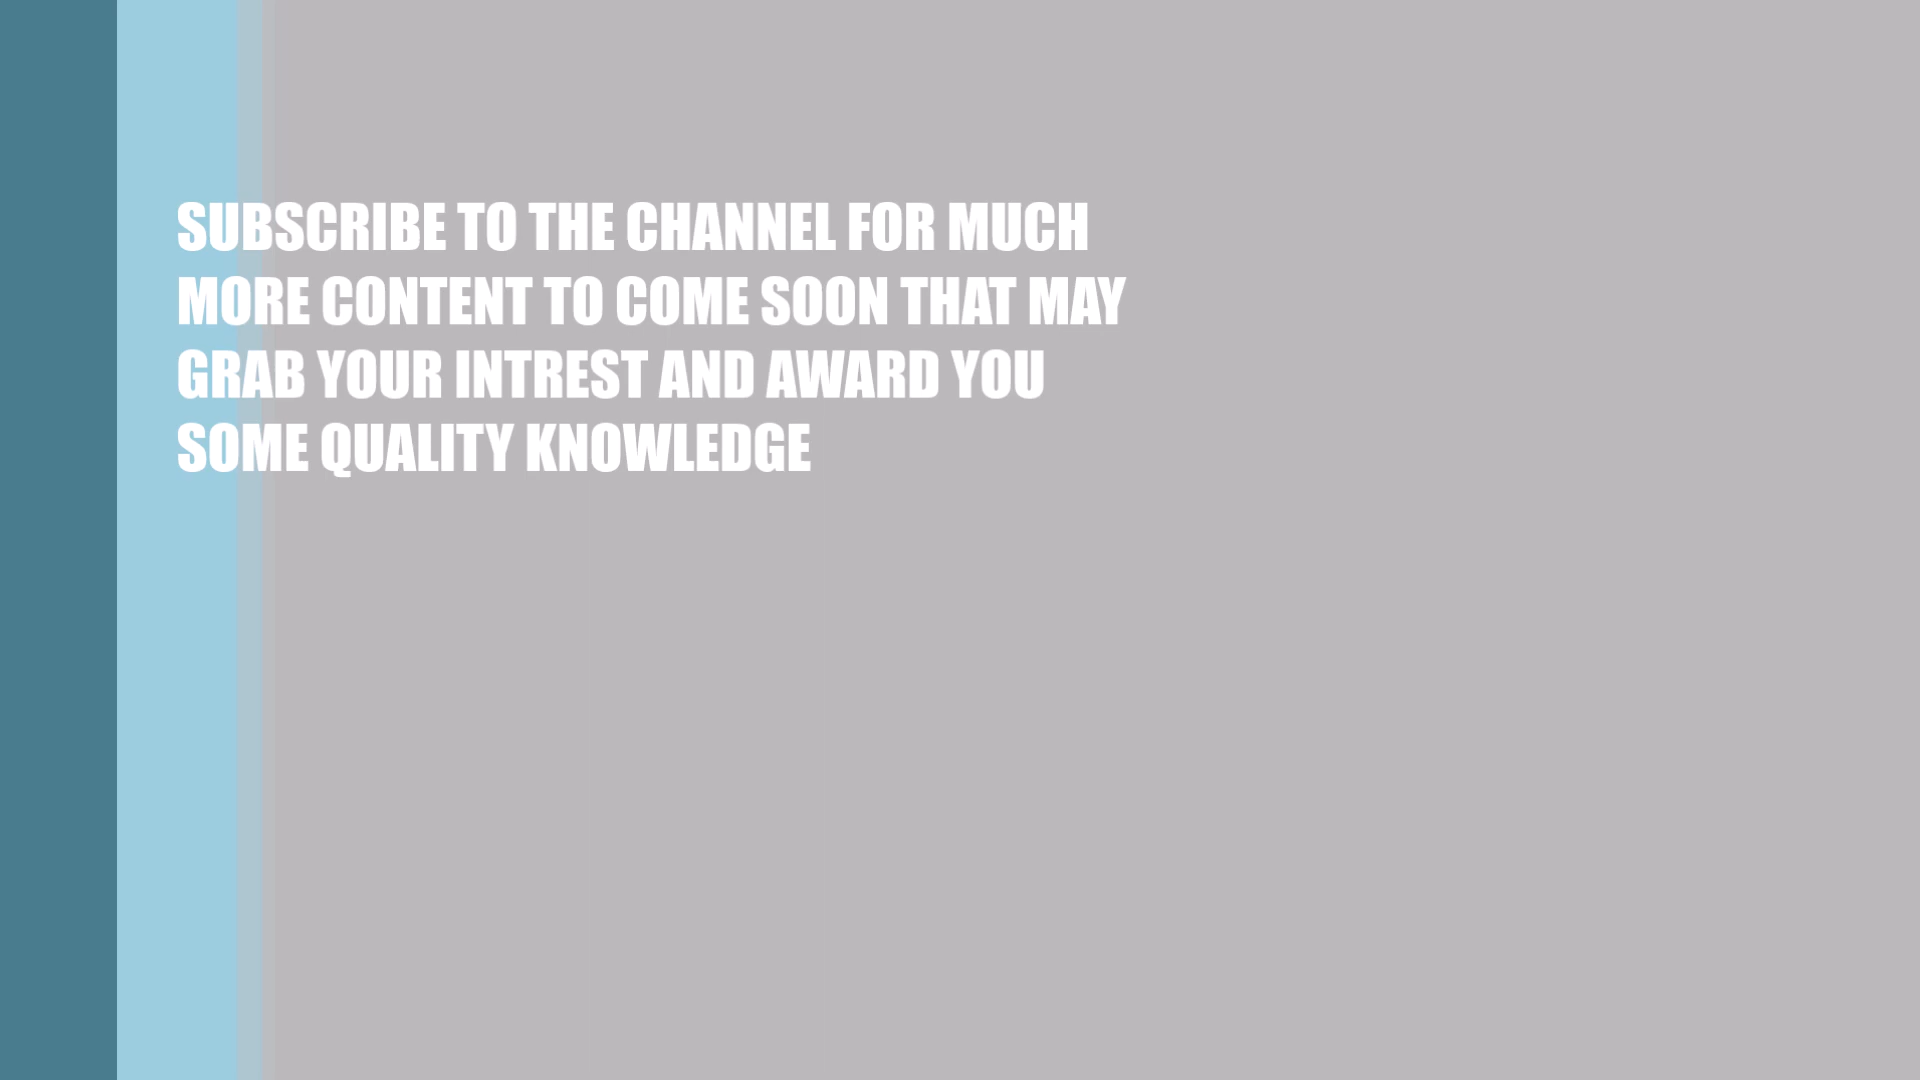 SUBSCRIBE TO THE CHANNEL FOR MUCH
MORE CONTENT TO COME SOON THAT MAY
GRAB YOUR INTREST AND AWARD YOU
SOME QUALITY KNOWLEDGE